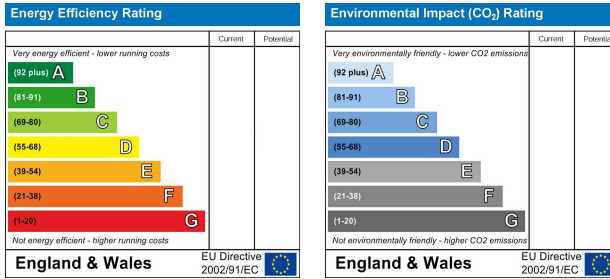 Energy Efficiency Rating
Current Potential
Very energy efficient - lower running costs
(92 plus) A
(81-91) B
(69-80) C
(55-68) D
(39-54) E
(21-38) F
(1-20) G
Not energy efficient - higher running costs
England & Wales
EU Directive
2002/91/EC
Environmental Impact (CO₂) Rating
Current Potential
Very environmentally friendly - lower CO2 emissions
(92 plus) A
(81-91) B
(69-80) C
(55-68) D
(39-54) E
(21-38) F
(1-20) G
Not environmentally friendly - higher CO2 emissions
England & Wales
EU Directive
2002/91/EC